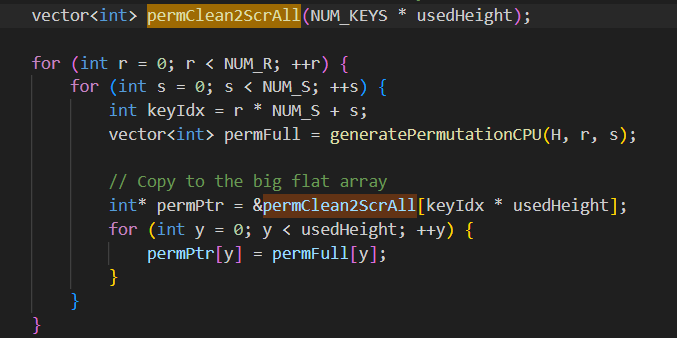 vector<int> permClean2ScrAll(NUM_KEYS * usedHeight);
for (int r = 0; r < NUM_R; ++r) {
for (int s = 0; s < NUM_S; ++s) {
int keyIdx = r * NUM_S + s;
vector<int> permFull = generatePermutationCPU(H, r, s);
// Copy to the big flat array
int* permPtr = &permClean2ScrAll[keyIdx * usedHeight];
for (int y = 0; y < usedHeight; ++y) {
permPtr[y] = permFull[y];
}
}
}